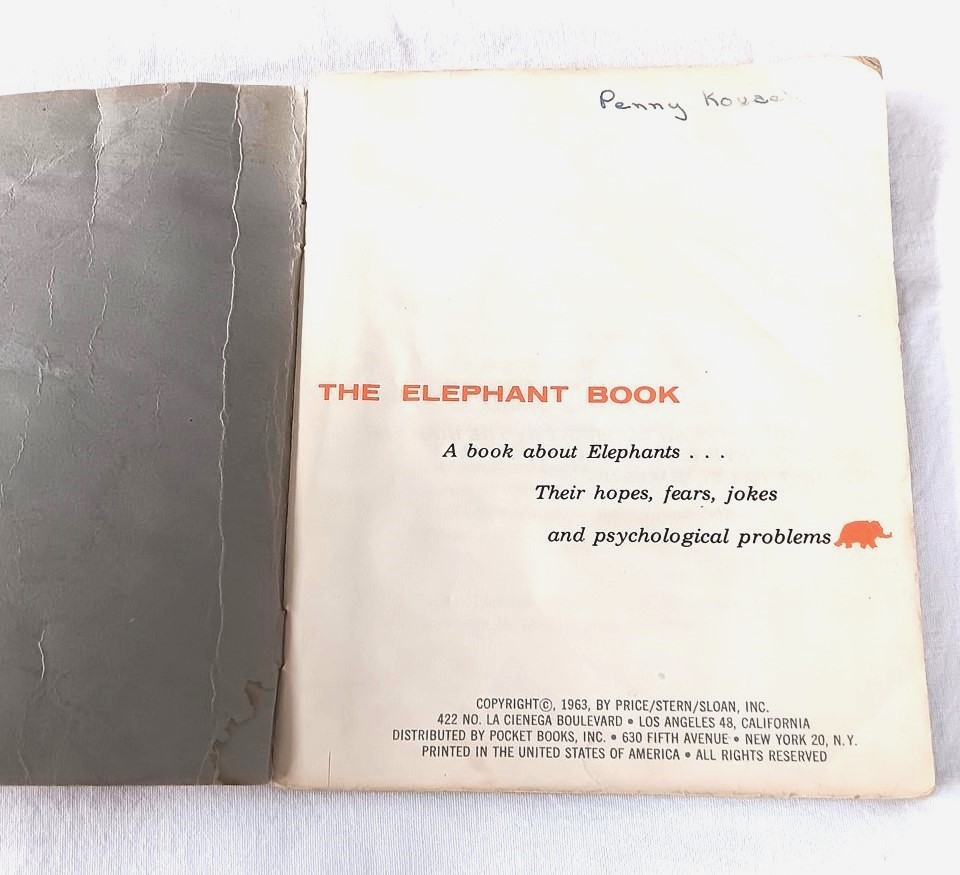 Penny
THE ELEPHANT BOOK
A book about Elephants . . .
Their hopes, fears, jokes
and psychological problems
COPYRIGHT©, 1963, BY PRICE/STERN/SLOAN, INC.
422 NO. LA CIENEGA BOULEVARD • LOS ANGELES 48, CALIFORNIA
DISTRIBUTED BY POCKET BOOKS, INC. • 630 FIFTH AVENUE • NEW YORK 20, N.Y.
PRINTED IN THE UNITED STATES OF AMERICA • ALL RIGHTS RESERVED